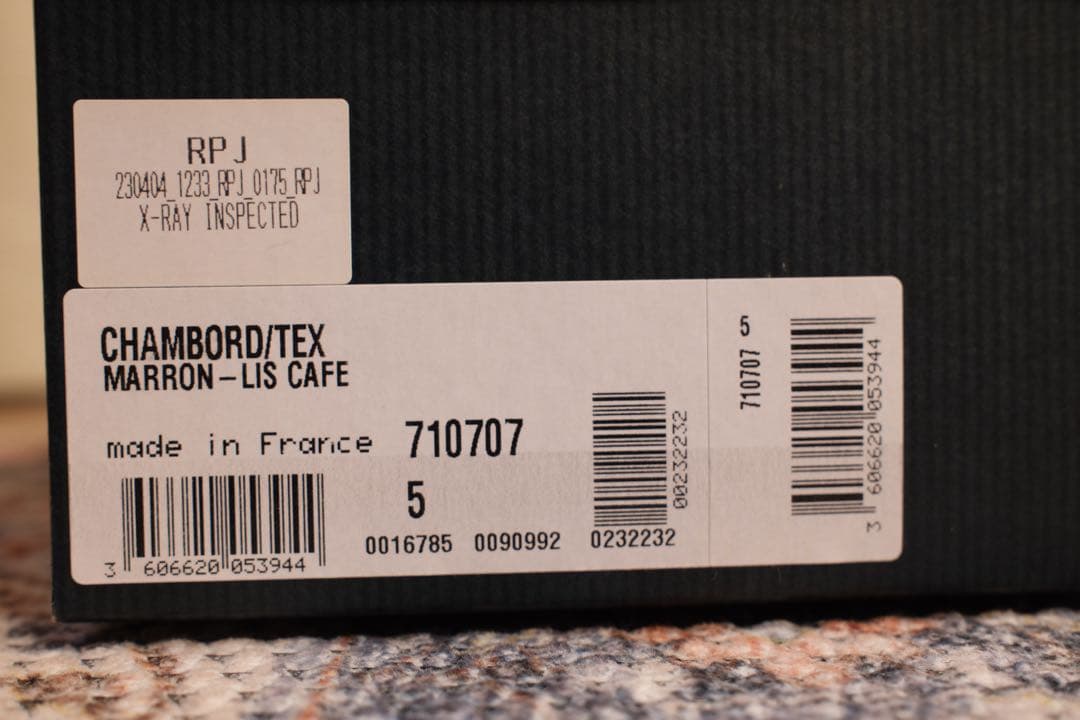 RPJ
230404_1233_RPJ_0175_RPJ
X-RAY INSPECTED
CHAMBORD/TEX
MARRON-LIS CAFE
made in France 710707
5
0016785 0090992 0232232
3 606620 053944
00232232
5
710707
3 606620 053944